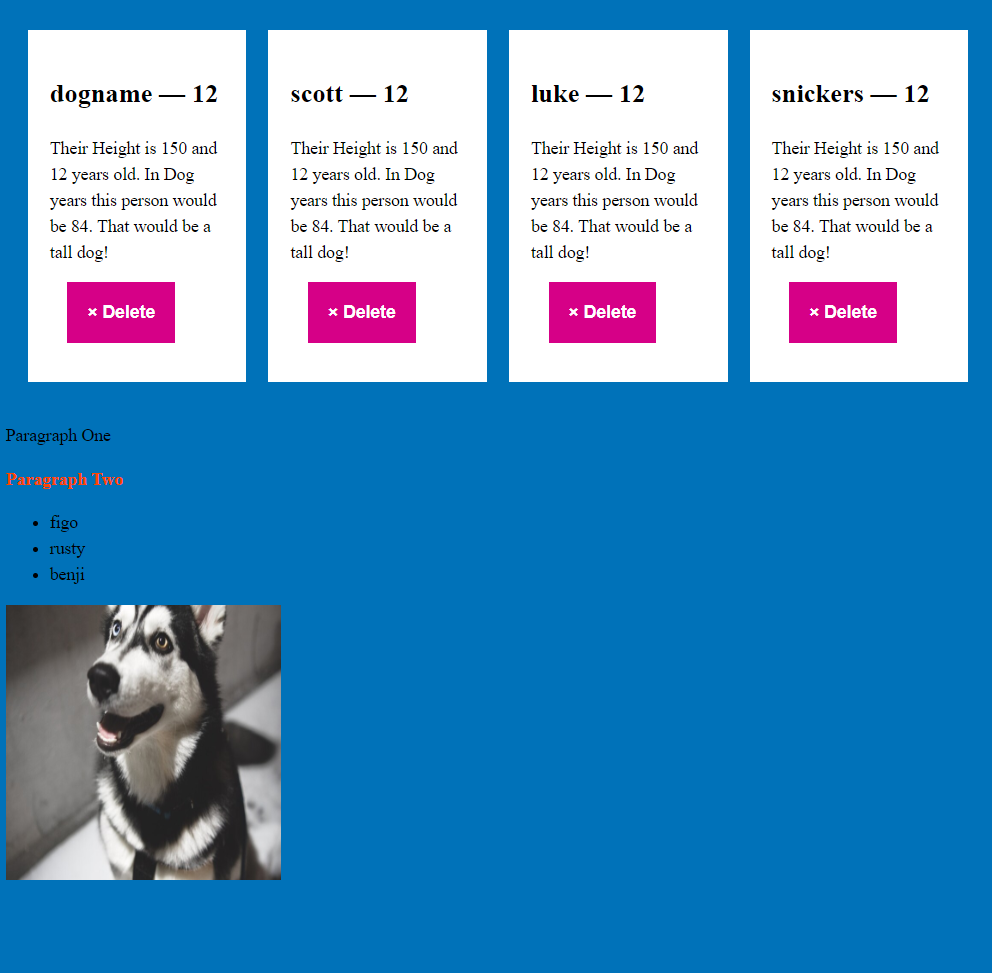 dogname — 12
Their Height is 150 and
12 years old. In Dog
years this person would
be 84. That would be a
tall dog!
× Delete
scott — 12
Their Height is 150 and
12 years old. In Dog
years this person would
be 84. That would be a
tall dog!
× Delete
luke — 12
Their Height is 150 and
12 years old. In Dog
years this person would
be 84. That would be a
tall dog!
× Delete
snickers — 12
Their Height is 150 and
12 years old. In Dog
years this person would
be 84. That would be a
tall dog!
× Delete
Paragraph One
Paragraph Two
• figo
• rusty
• benji